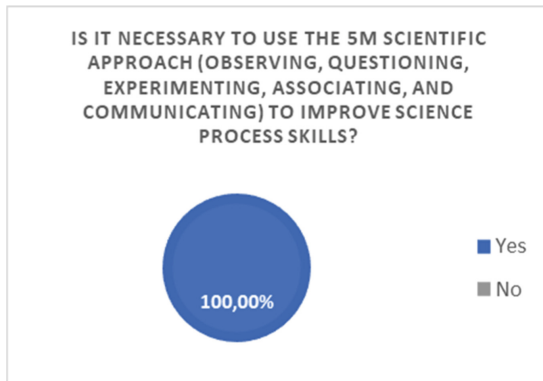 IS IT NECESSARY TO USE THE 5M SCIENTIFIC
APPROACH (OBSERVING, QUESTIONING,
EXPERIMENTING, ASSOCIATING, AND
COMMUNICATING) TO IMPROVE SCIENCE
PROCESS SKILLS?
Yes
100,00%
No